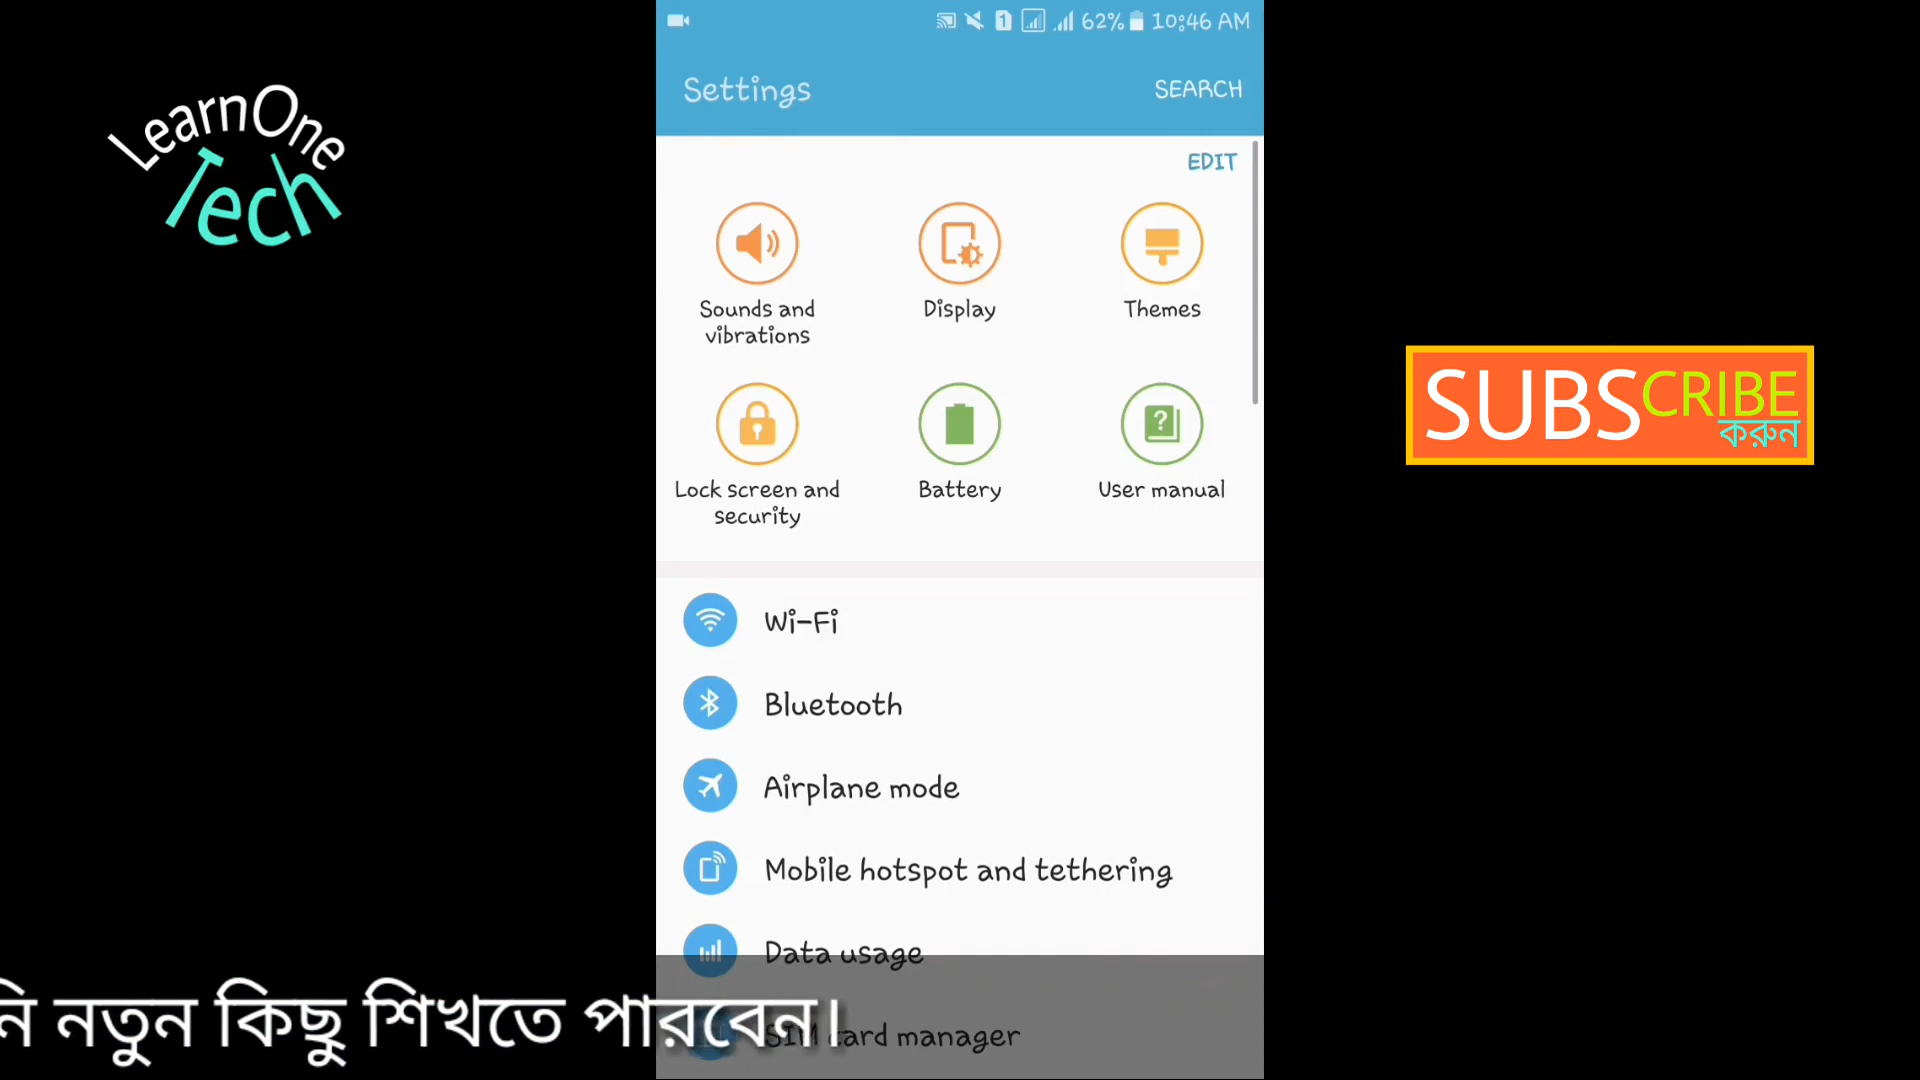 62% 10:46 AM
LearnOne
Tech
Settings
SEARCH
EDIT
Sounds and
vibrations
Display
Themes
Lock screen and
security
Battery
User manual
SUBSCRIBE
করুন
Wi-Fi
Bluetooth
Airplane mode
Mobile hotspot and tethering
Data usage
SIM card manager
নতুন কিছু শিখতে পারবেন।